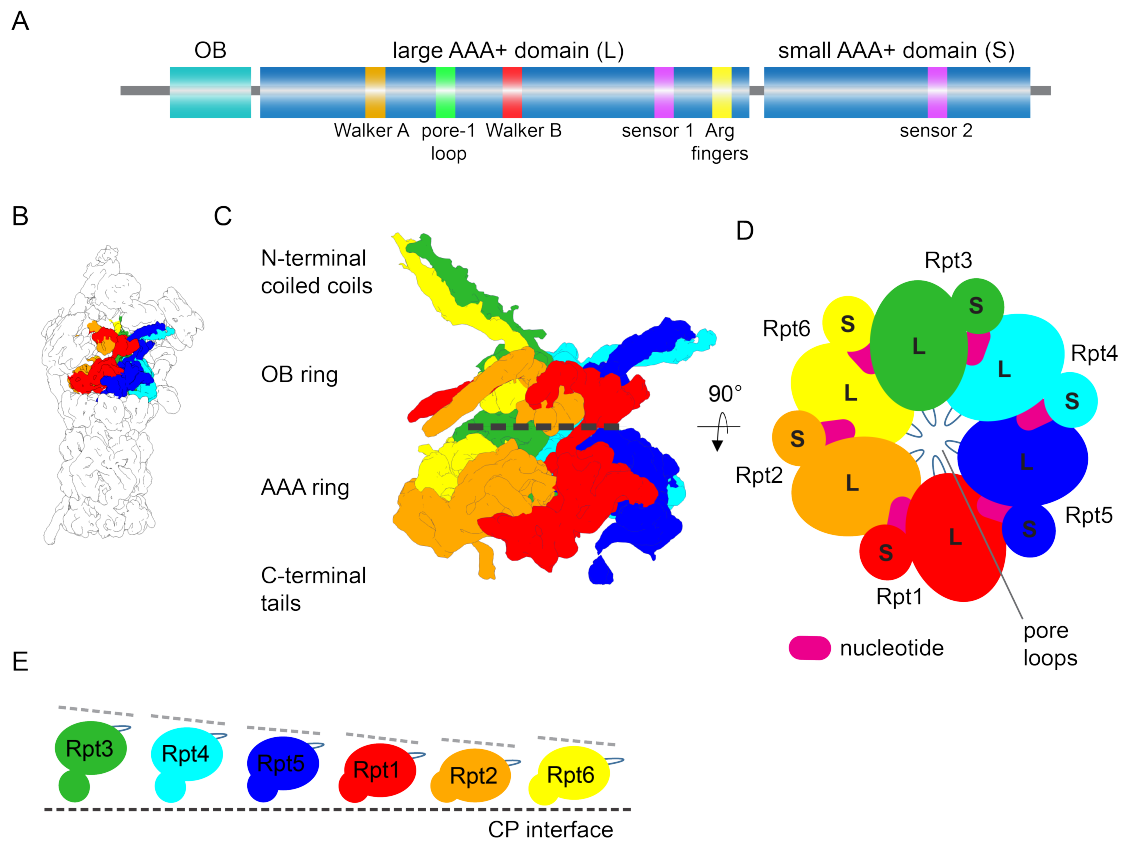 A
OB
large AAA+ domain (L)
small AAA+ domain (S)
Walker A
pore-1
loop
Walker B
sensor 1
Arg
fingers
sensor 2
B
C
N-terminal
coiled coils
OB ring
AAA ring
C-terminal
tails
90°
D
Rpt3
S
S
Rpt6
L
Rpt4
L
S
L
S
Rpt2
L
L
Rpt5
S
L
S
Rpt1
pore
loops
nucleotide
E
Rpt3
Rpt4
Rpt5
Rpt1
Rpt2
Rpt6
CP interface